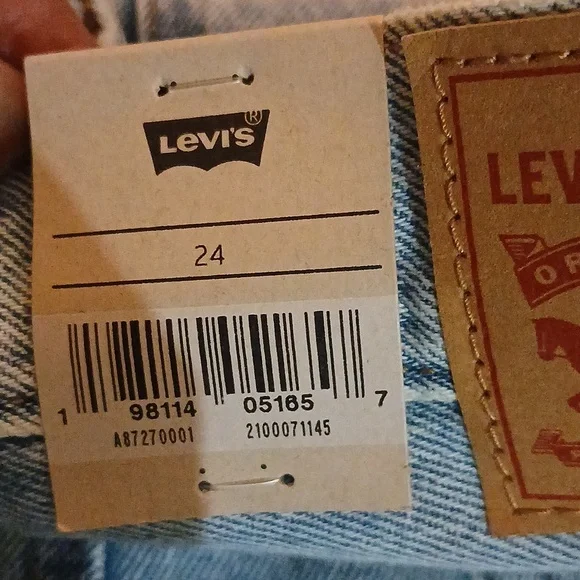 LEVI'S®
24
1 98114 05165 7
A87270001 2100071145
LEV
OR